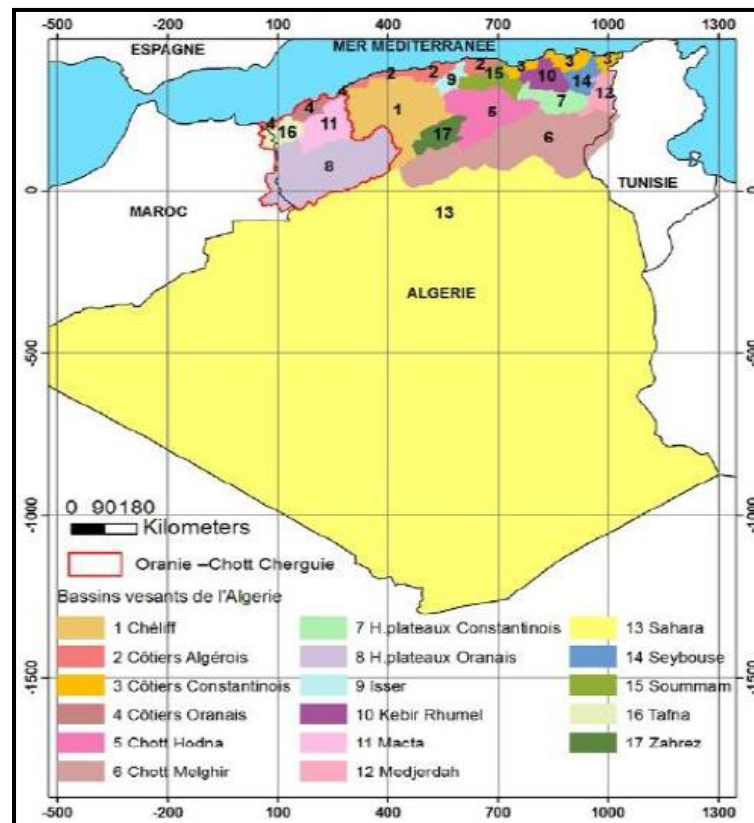 -500 -200 100 400 700 1000 1300
ESPAGNE
MER MEDITERRANEE
4 4 4 2 2 2 3 3 3
16 11 1 9 15 10 14 12
17 5 7
8 6
0 0
MAROC
TUNISIE
13
ALGERIE
-500 -500
-1000 -1000
-1500 -1500
0 90 180
Kilometers
Oranie –Chott Cherguie
Bassins vesants de l'Algerie
1 Chéliff
2 Côtiers Algérois
3 Côtiers Constantinois
4 Côtiers Oranais
5 Chott Hodna
6 Chott Melghir
7 H.plateaux Constantinois
8 H.plateaux Oranais
9 Isser
10 Kebir Rhumel
11 Macta
12 Medjerdah
13 Sahara
14 Seybouse
15 Soummam
16 Tafna
17 Zahrez
-500 -200 100 400 700 1000 1300